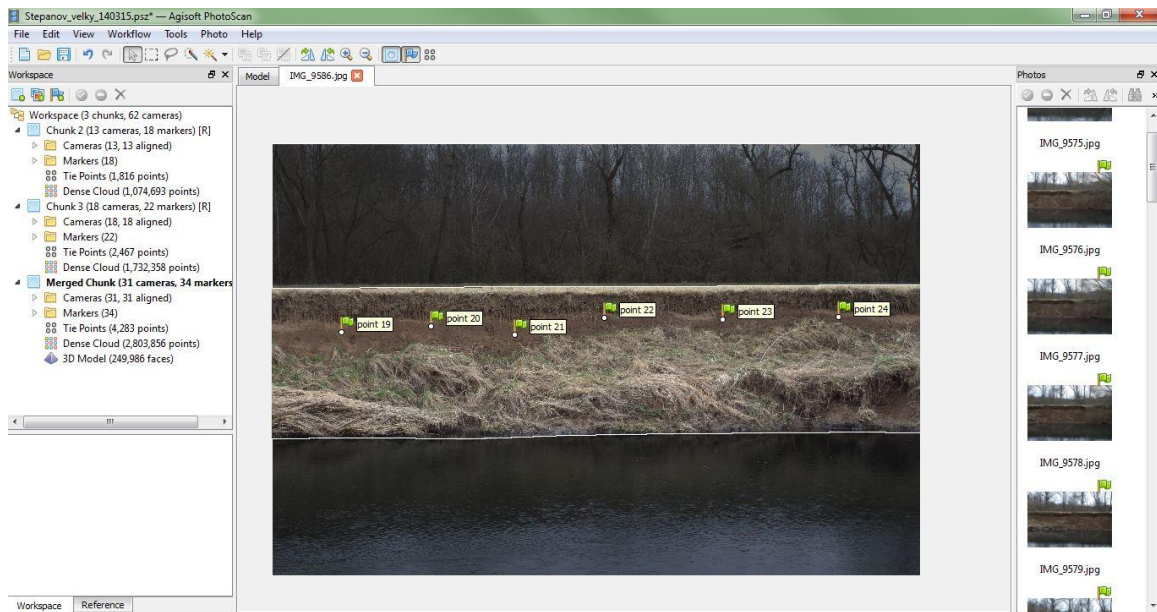 Stepanov_velky_140315.psz* — Agisoft PhotoScan
File Edit View Workflow Tools Photo Help
Workspace
Workspace (3 chunks, 62 cameras)
Chunk 2 (13 cameras, 18 markers) [R]
Cameras (13, 13 aligned)
Markers (18)
Tie Points (1,816 points)
Dense Cloud (1,074,693 points)
Chunk 3 (18 cameras, 22 markers) [R]
Cameras (18, 18 aligned)
Markers (22)
Tie Points (2,467 points)
Dense Cloud (1,732,358 points)
Merged Chunk (31 cameras, 34 markers
Cameras (31, 31 aligned)
Markers (34)
Tie Points (4,283 points)
Dense Cloud (2,803,856 points)
3D Model (249,986 faces)
Workspace Reference
Model IMG_9586.jpg
point 19
point 20
point 21
point 22
point 23
point 24
Photos
IMG_9575.jpg
IMG_9576.jpg
IMG_9577.jpg
IMG_9578.jpg
IMG_9579.jpg